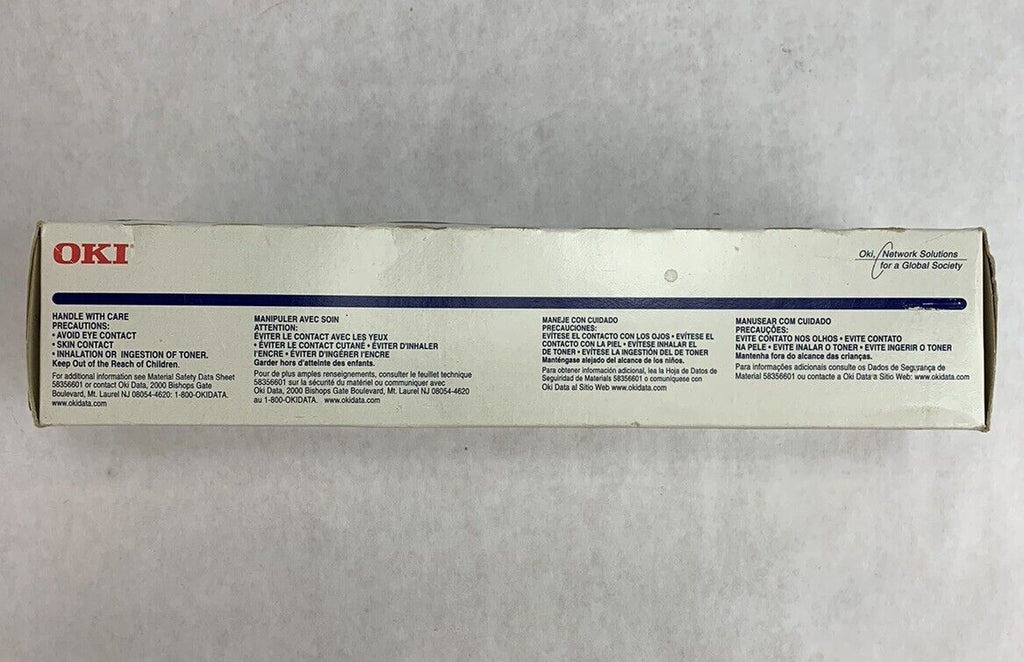 OKI
Oki, Network Solutions
for a Global Society
HANDLE WITH CARE
PRECAUTIONS:
• AVOID EYE CONTACT
• SKIN CONTACT
• INHALATION OR INGESTION OF TONER.
Keep Out of the Reach of Children.
For additional information see Material Safety Data Sheet
58356601 or contact Oki Data, 2000 Bishops Gate
Boulevard, Mt. Laurel NJ 08054-4620: 1-800-OKIDATA.
www.okidata.com
MANIPULER AVEC SOIN
ATTENTION:
ÉVITER LE CONTACT AVEC LES YEUX
• ÉVITER LE CONTACT CUTANÉ • ÉVITER D'INHALER
l'ENCRE • ÉVITER D'INGÉRER l'ENCRE
Garder hors d'atteinte des enfants.
Pour de plus amples renseignements, consulter le feuillet technique
58356601 sur la sécurité du matériel ou communiquer avec
Oki Data, 2000 Bishops Gate Boulevard, Mt. Laurel NJ 08054-4620
au 1-800-OKIDATA. www.okidata.com
MANEJE CON CUIDADO
PRECAUCIONES:
EVÍTESE EL CONTACTO CON LOS OJOS • EVÍTESE EL
CONTACTO CON LA PIEL • EVÍTESE INHALAR EL
DE TONER • EVÍTESE LA INGESTIÓN DEL DE TONER
Manténgase alejado del alcance de los niños.
Para obtener información adicional, lea la Hoja de Datos de
Seguridad de Materials 58356601 o comuníquese con
Oki Data al Sitio Web www.okidata.com
MANUSEAR COM CUIDADO
PRECAUÇÕES:
EVITE CONTATO NOS OLHOS • EVITE CONTATO
NA PELE • EVITE INALAR O TONER • EVITE INGERIR O TONER
Mantenha fora do alcance das crianças.
Para informações adicionais consulte os Dados de Segurança de
Material 58356601 ou contacte a Oki Data a Sitio Web: www.okidata.com